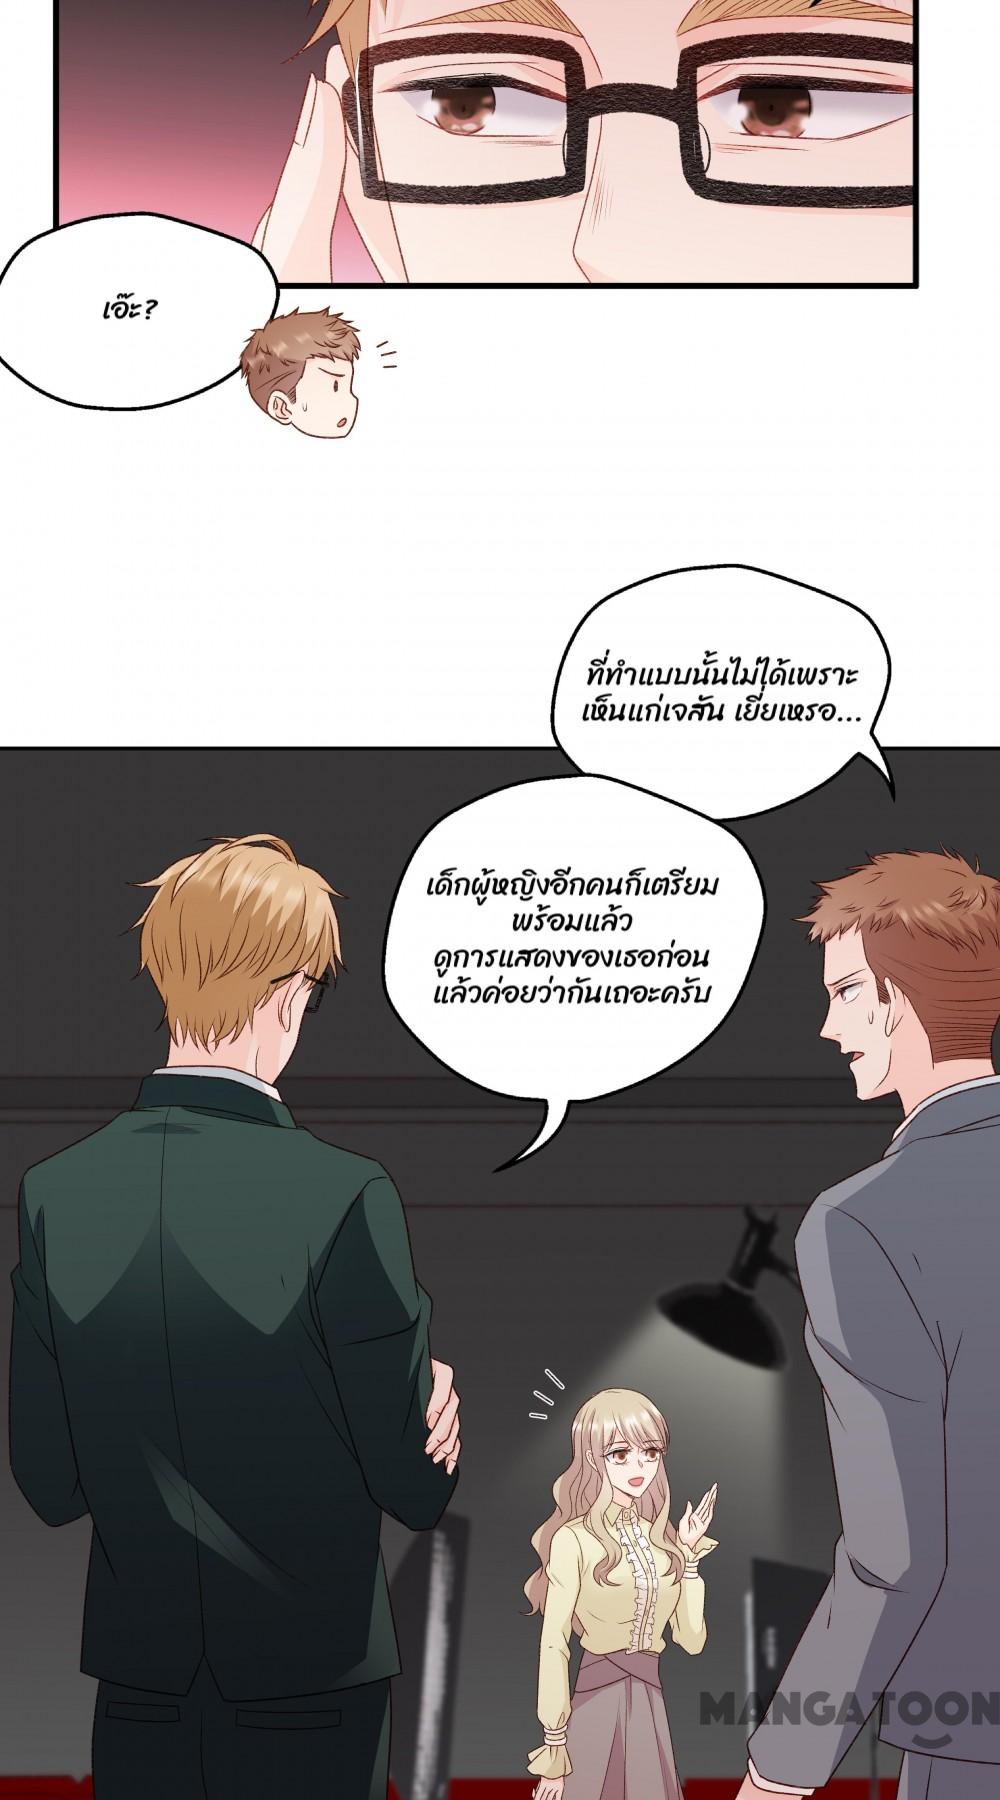 เอ๊ะ?
ที่ทำแบบนั้นไม่ได้เพราะ
เห็นแก่เจสัน เยี่ยเหรอ...
เด็กผู้หญิงอีกคนก็เตรียม
พร้อมแล้ว
ดูการแสดงของเธอก่อน
แล้วค่อยว่ากันเถอะครับ
MANGATOON